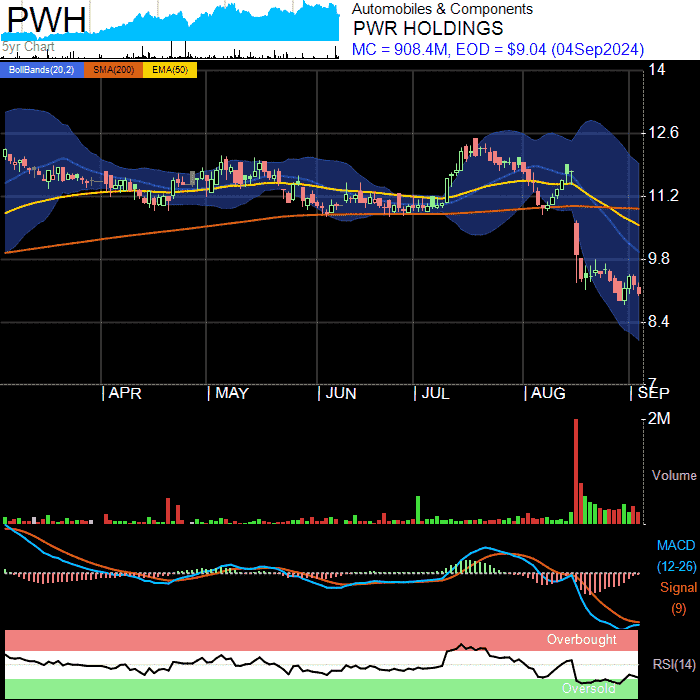 PWH
5yr Chart
Automobiles & Components
PWR HOLDINGS
MC = 908.4M, EOD = $9.04 (04Sep2024)
BollBands(20,2) SMA(200) EMA(50)
14
12.6
11.2
9.8
8.4
7
APR MAY JUN JUL AUG SEP
2M
Volume
MACD
(12-26)
Signal
(9)
Overbought
RSI(14)
Oversold